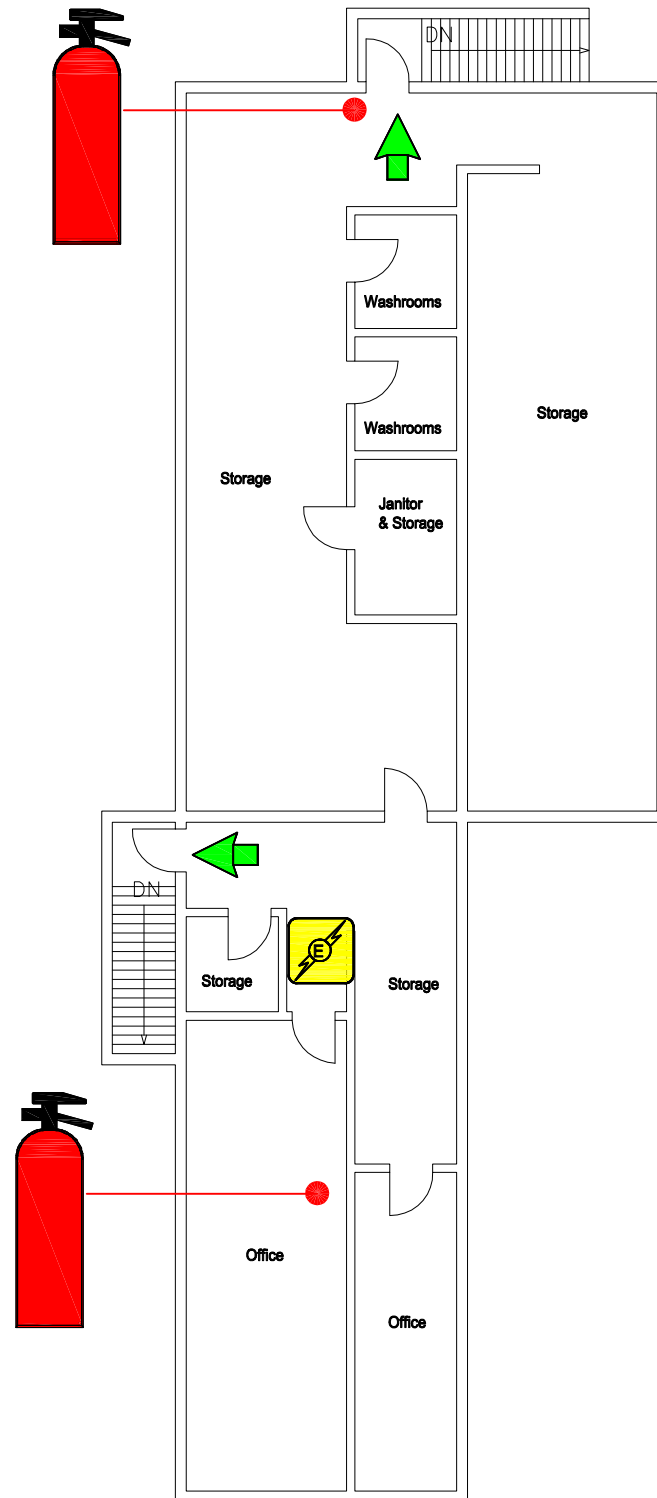 DN
Washrooms
Storage
Washrooms
Storage
Janitor
& Storage
DN
E
Storage
Storage
Office
Office